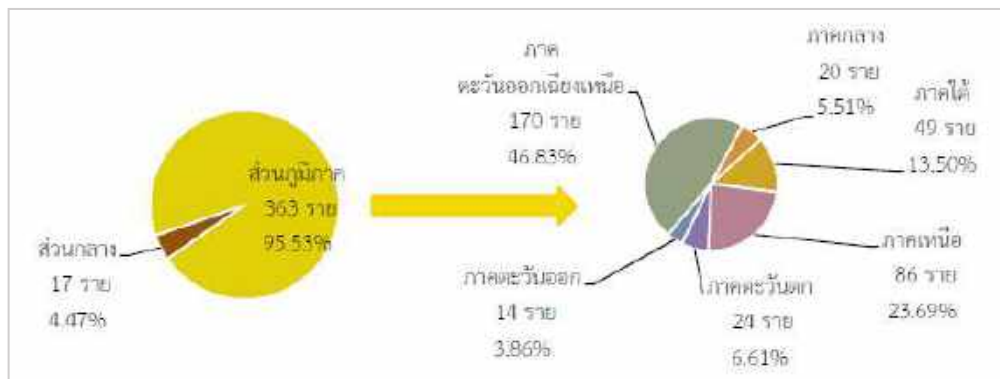 ส่วนภูมิภาค
363 ราย
95.53%
ส่วนกลาง
17 ราย
4.47%
ภาค
ตะวันออกเฉียงเหนือ
170 ราย
46.83%
ภาคกลาง
20 ราย
5.51%
ภาคใต้
49 ราย
13.50%
ภาคเหนือ
86 ราย
23.69%
ภาคตะวันตก
24 ราย
6.61%
ภาคตะวันออก
14 ราย
3.86%